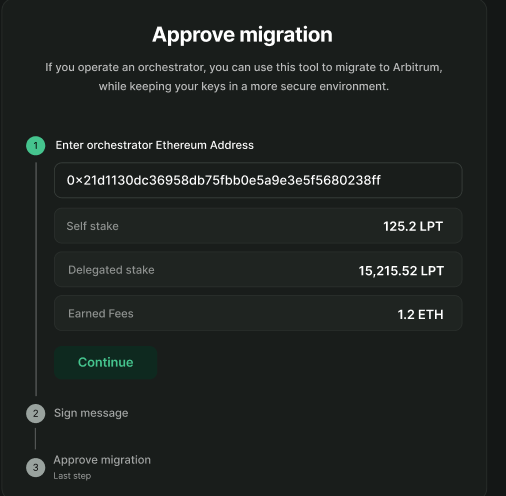 Approve migration
If you operate an orchestrator, you can use this tool to migrate to Arbitrum,
while keeping your keys in a more secure environment.
1 Enter orchestrator Ethereum Address
0×21d1130dc36958db75fbb0e5a9e3e5f5680238ff
Self stake 125.2 LPT
Delegated stake 15,215.52 LPT
Earned Fees 1.2 ETH
Continue
2 Sign message
3 Approve migration
Last step